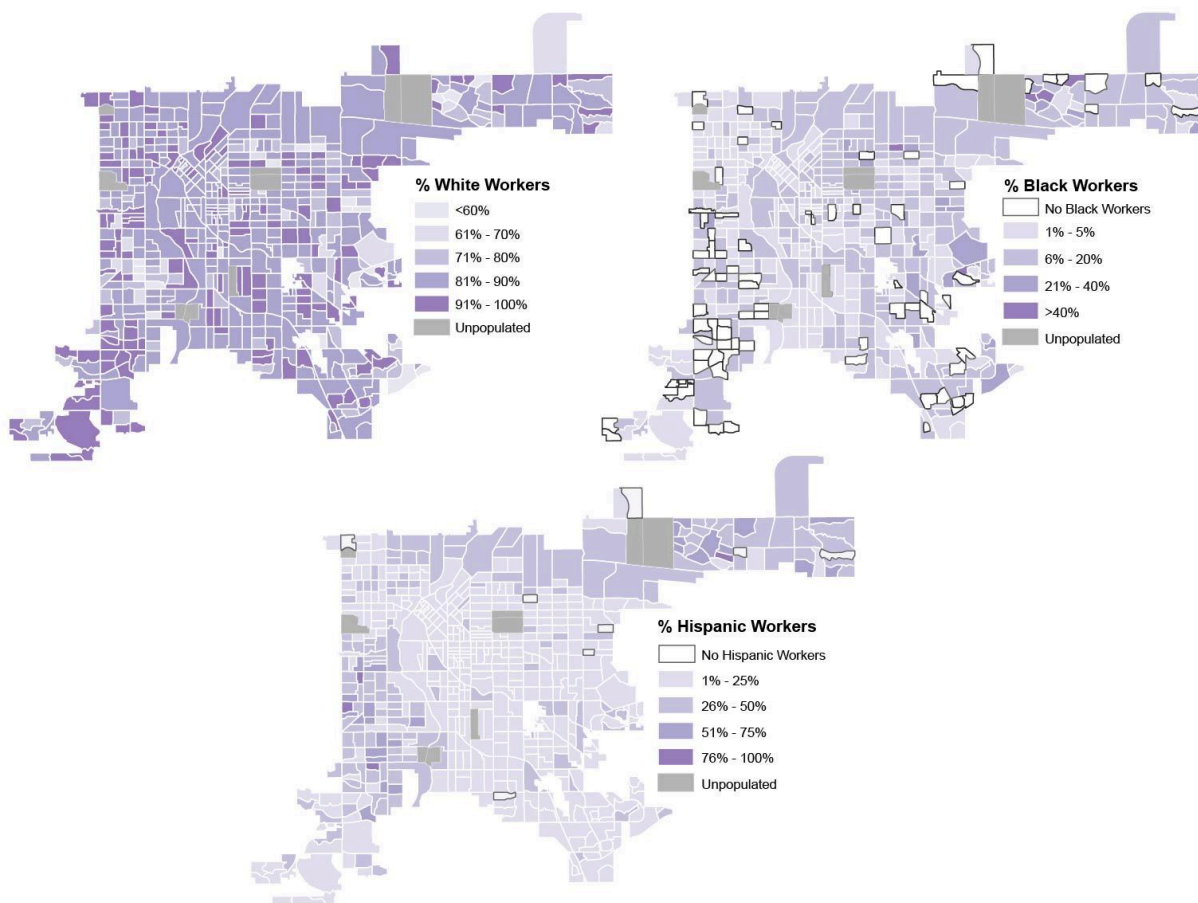 % White Workers
<60%
61% - 70%
71% - 80%
81% - 90%
91% - 100%
Unpopulated
% Black Workers
No Black Workers
1% - 5%
6% - 20%
21% - 40%
>40%
Unpopulated
% Hispanic Workers
No Hispanic Workers
1% - 25%
26% - 50%
51% - 75%
76% - 100%
Unpopulated